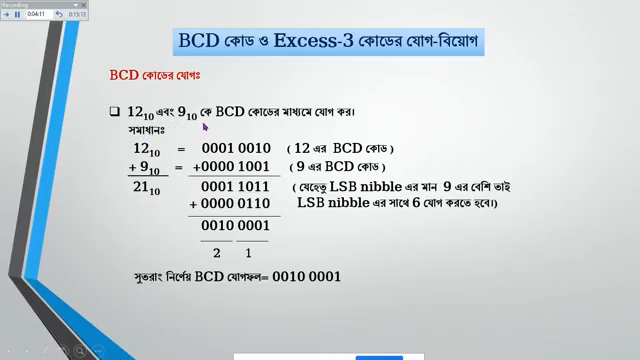 Recording
0:04:11
0:15:13
BCD কোড ও Excess-3 কোডের যোগ-বিয়োগ
BCD কোডের যোগঃ
❑ 12₁₀ এবং 9₁₀ কে BCD কোডের মাধ্যমে যোগ কর।
সমাধানঃ
12₁₀ = 0001 0010 ( 12 এর BCD কোড )
+ 9₁₀ = +0000 1001 ( 9 এর BCD কোড )
21₁₀ 0001 1011 ( যেহেতু LSB nibble এর মান 9 এর বেশি তাই
+ 0000 0110 LSB nibble এর সাথে 6 যোগ করতে হবে।)
0010 0001
2 1
সুতরাং নির্ণেয় BCD যোগফল= 0010 0001